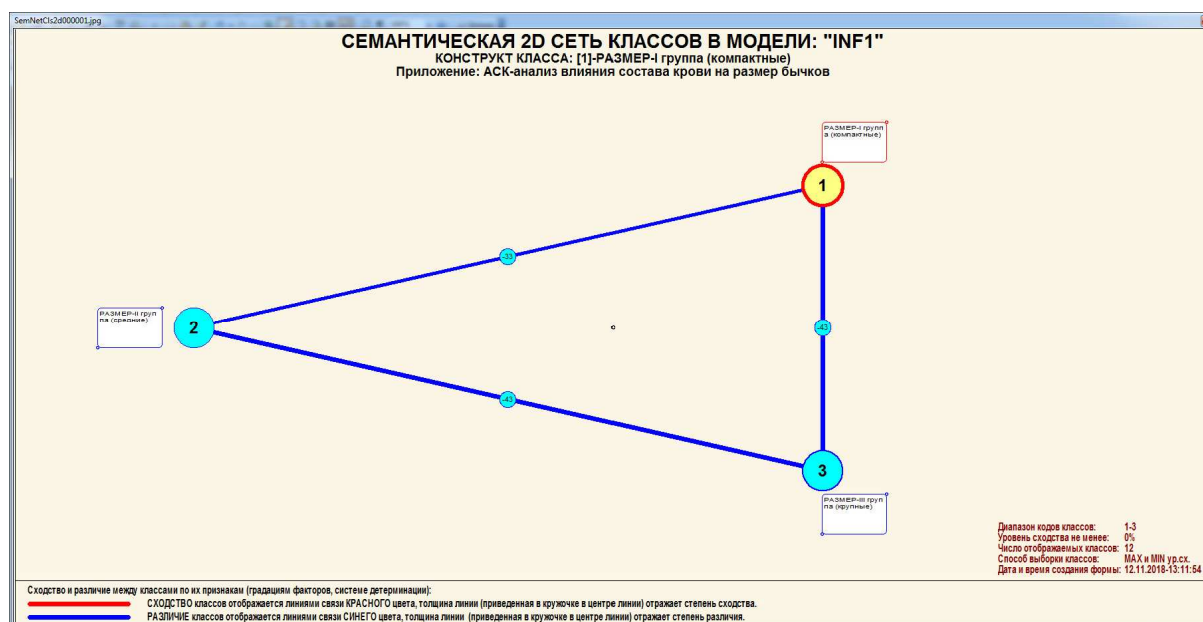 SemNetCls2d000001.jpg
СЕМАНТИЧЕСКАЯ 2D СЕТЬ КЛАССОВ В МОДЕЛИ: "INF1"
КОНСТРУКТ КЛАССА: [1]-РАЗМЕР-I группа (компактные)
Приложение: АСК-анализ влияния состава крови на размер бычков
РАЗМЕР-I групп
а (компактные)
1
-33
РАЗМЕР-II груп
па (средние)
2
-43
-43
3
РАЗМЕР-III груп
па (крупные)
Диапазон кодов классов: 1-3
Уровень сходства не менее: 0%
Число отображаемых классов: 12
Способ выборки классов: MAX и MIN ур.сх.
Дата и время создания формы: 12.11.2018-13:11:54
Сходство и различие между классами по их признакам (градациям факторов, системе детерминации):
СХОДСТВО классов отображается линиями связи КРАСНОГО цвета, толщина линии (приведенная в кружочке в центре линии) отражает степень сходства.
РАЗЛИЧИЕ классов отображается линиями связи СИНЕГО цвета, толщина линии (приведенная в кружочке в центре линии) отражает степень различия.